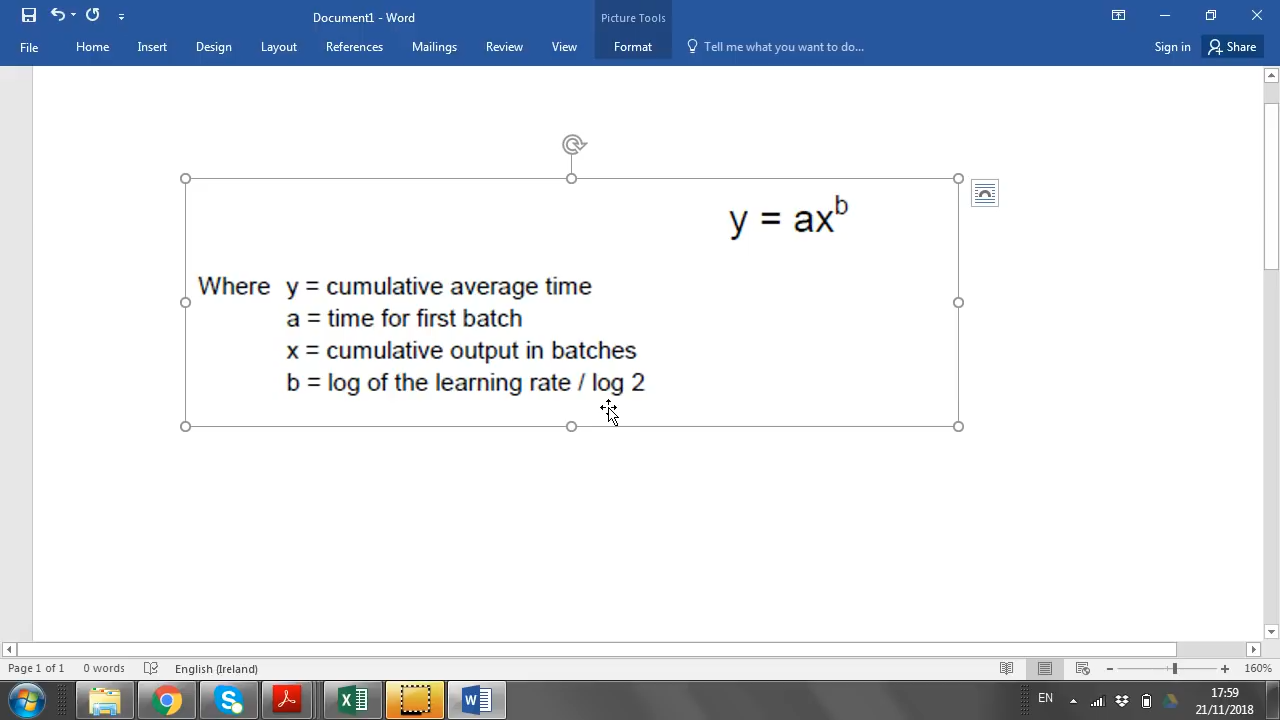 Document1 - Word
Picture Tools
File Home Insert Design Layout References Mailings Review View Format Tell me what you want to do... Sign in Share
y = ax^b
Where y = cumulative average time
a = time for first batch
x = cumulative output in batches
b = log of the learning rate / log 2
Page 1 of 1 0 words English (Ireland) 160%
EN 17:59
21/11/2018